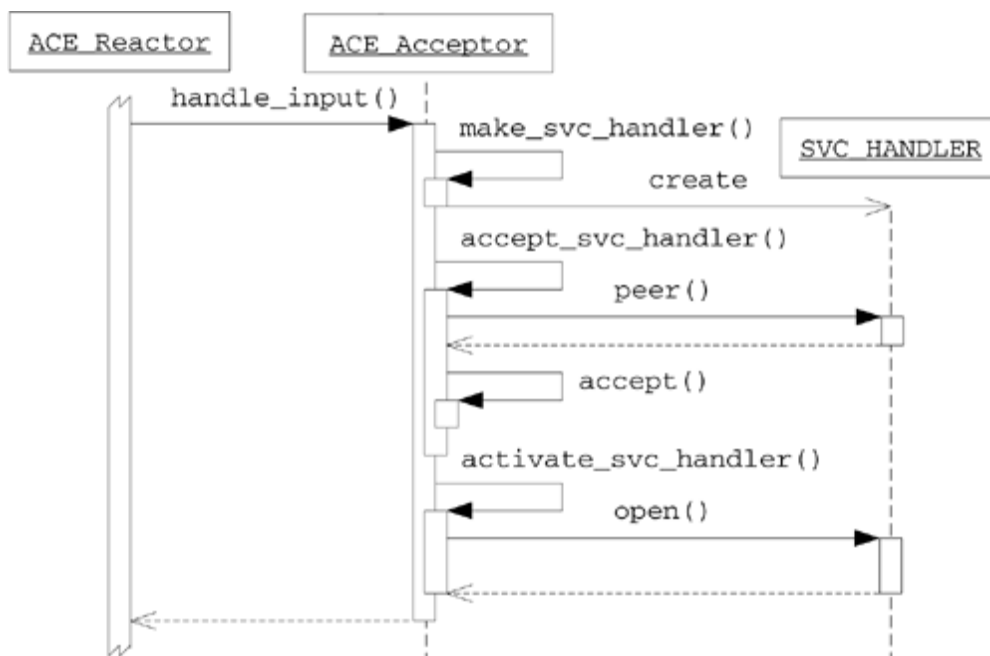 ACE_Reactor
ACE_Acceptor
handle_input()
make_svc_handler()
SVC_HANDLER
create
accept_svc_handler()
peer()
accept()
activate_svc_handler()
open()